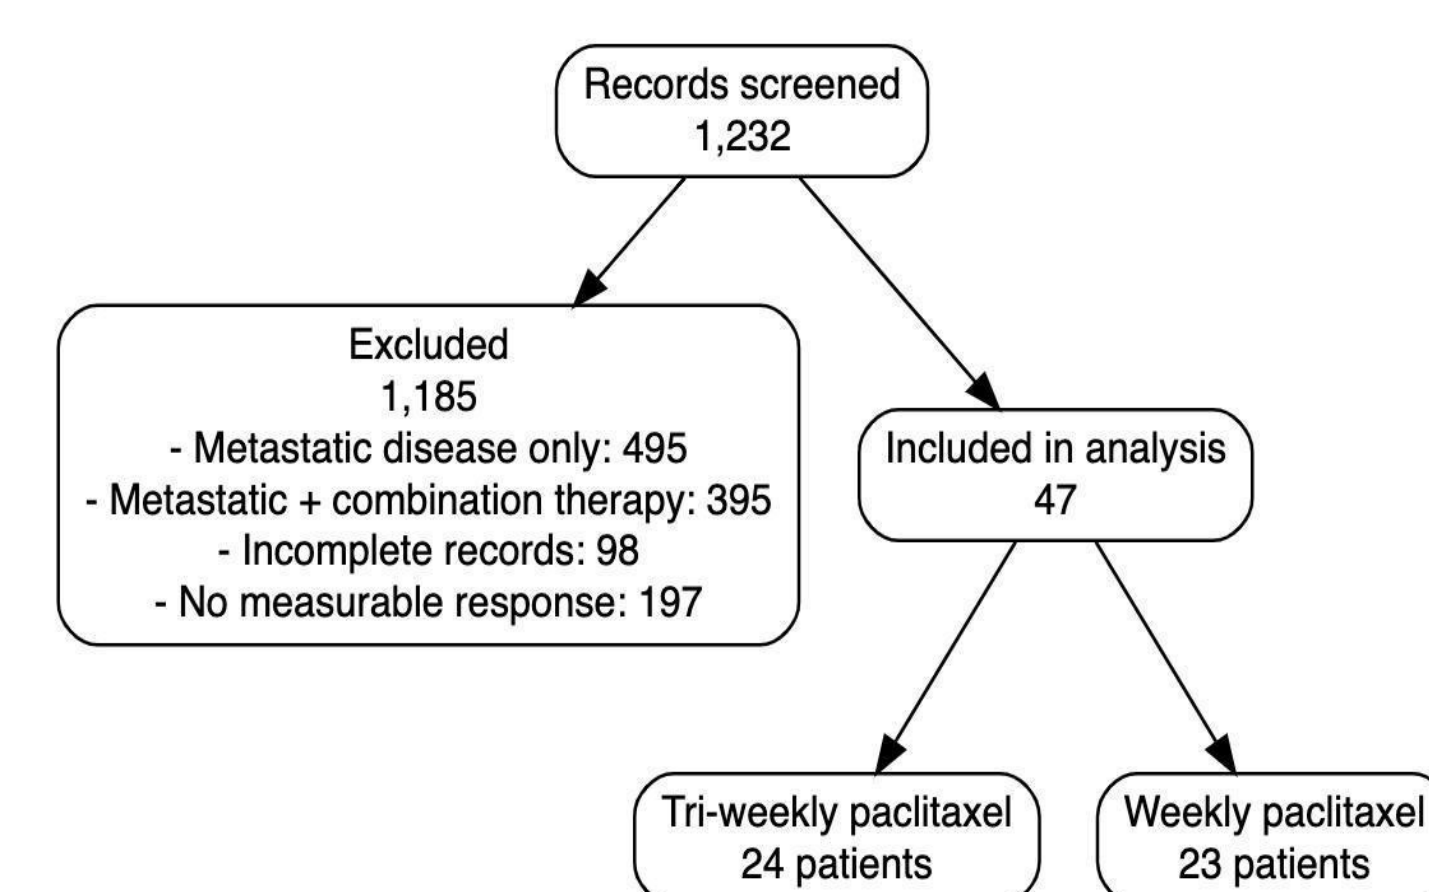 Records screened
1,232
Excluded
1,185
- Metastatic disease only: 495
- Metastatic + combination therapy: 395
- Incomplete records: 98
- No measurable response: 197
Included in analysis
47
Tri-weekly paclitaxel
24 patients
Weekly paclitaxel
23 patients